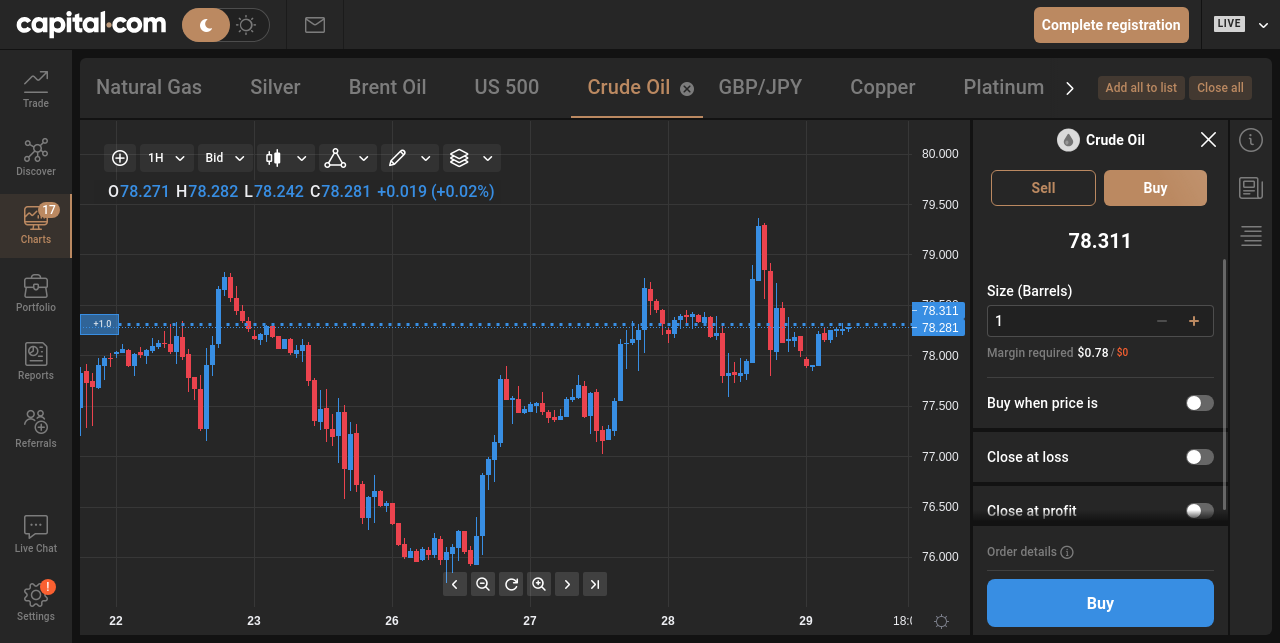 capital.com
Complete registration
LIVE
Trade
Discover
17
Charts
Portfolio
Reports
Referrals
Live Chat
!
Settings
Natural Gas
Silver
Brent Oil
US 500
Crude Oil
GBP/JPY
Copper
Platinum
Add all to list
Close all
1H
Bid
O78.271 H78.282 L78.242 C78.281 +0.019 (+0.02%)
+1.0
80.000
79.500
79.000
78.311
78.281
78.000
77.500
77.000
76.500
76.000
22
23
26
27
28
29
Crude Oil
Sell
Buy
78.311
Size (Barrels)
1
Margin required $0.78 / $0
Buy when price is
Close at loss
Close at profit
Order details
Buy